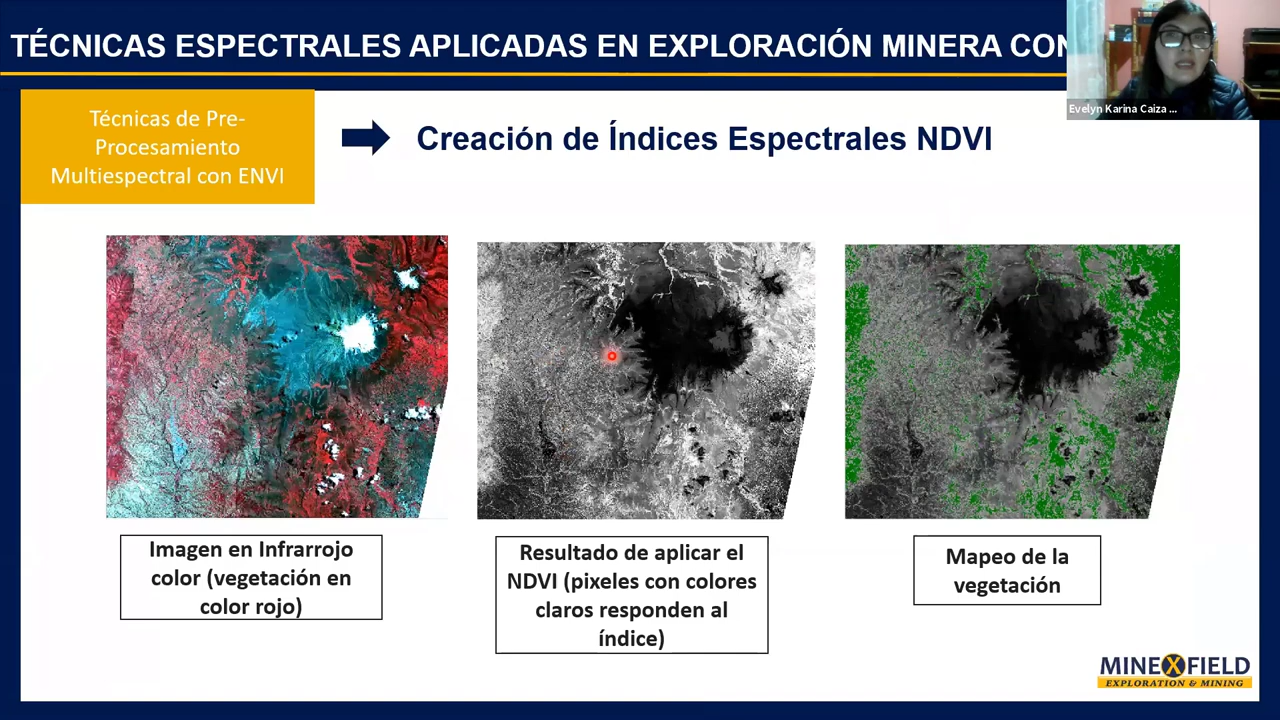 TÉCNICAS ESPECTRALES APLICADAS EN EXPLORACIÓN MINERA CON
Evelyn Karina Caiza ...
Técnicas de Pre-
Procesamiento
Multiespectral con ENVI
Creación de Índices Espectrales NDVI
Imagen en Infrarrojo
color (vegetación en
color rojo)
Resultado de aplicar el
NDVI (pixeles con colores
claros responden al
índice)
Mapeo de la
vegetación
MINEXFIELD
EXPLORATION & MINING